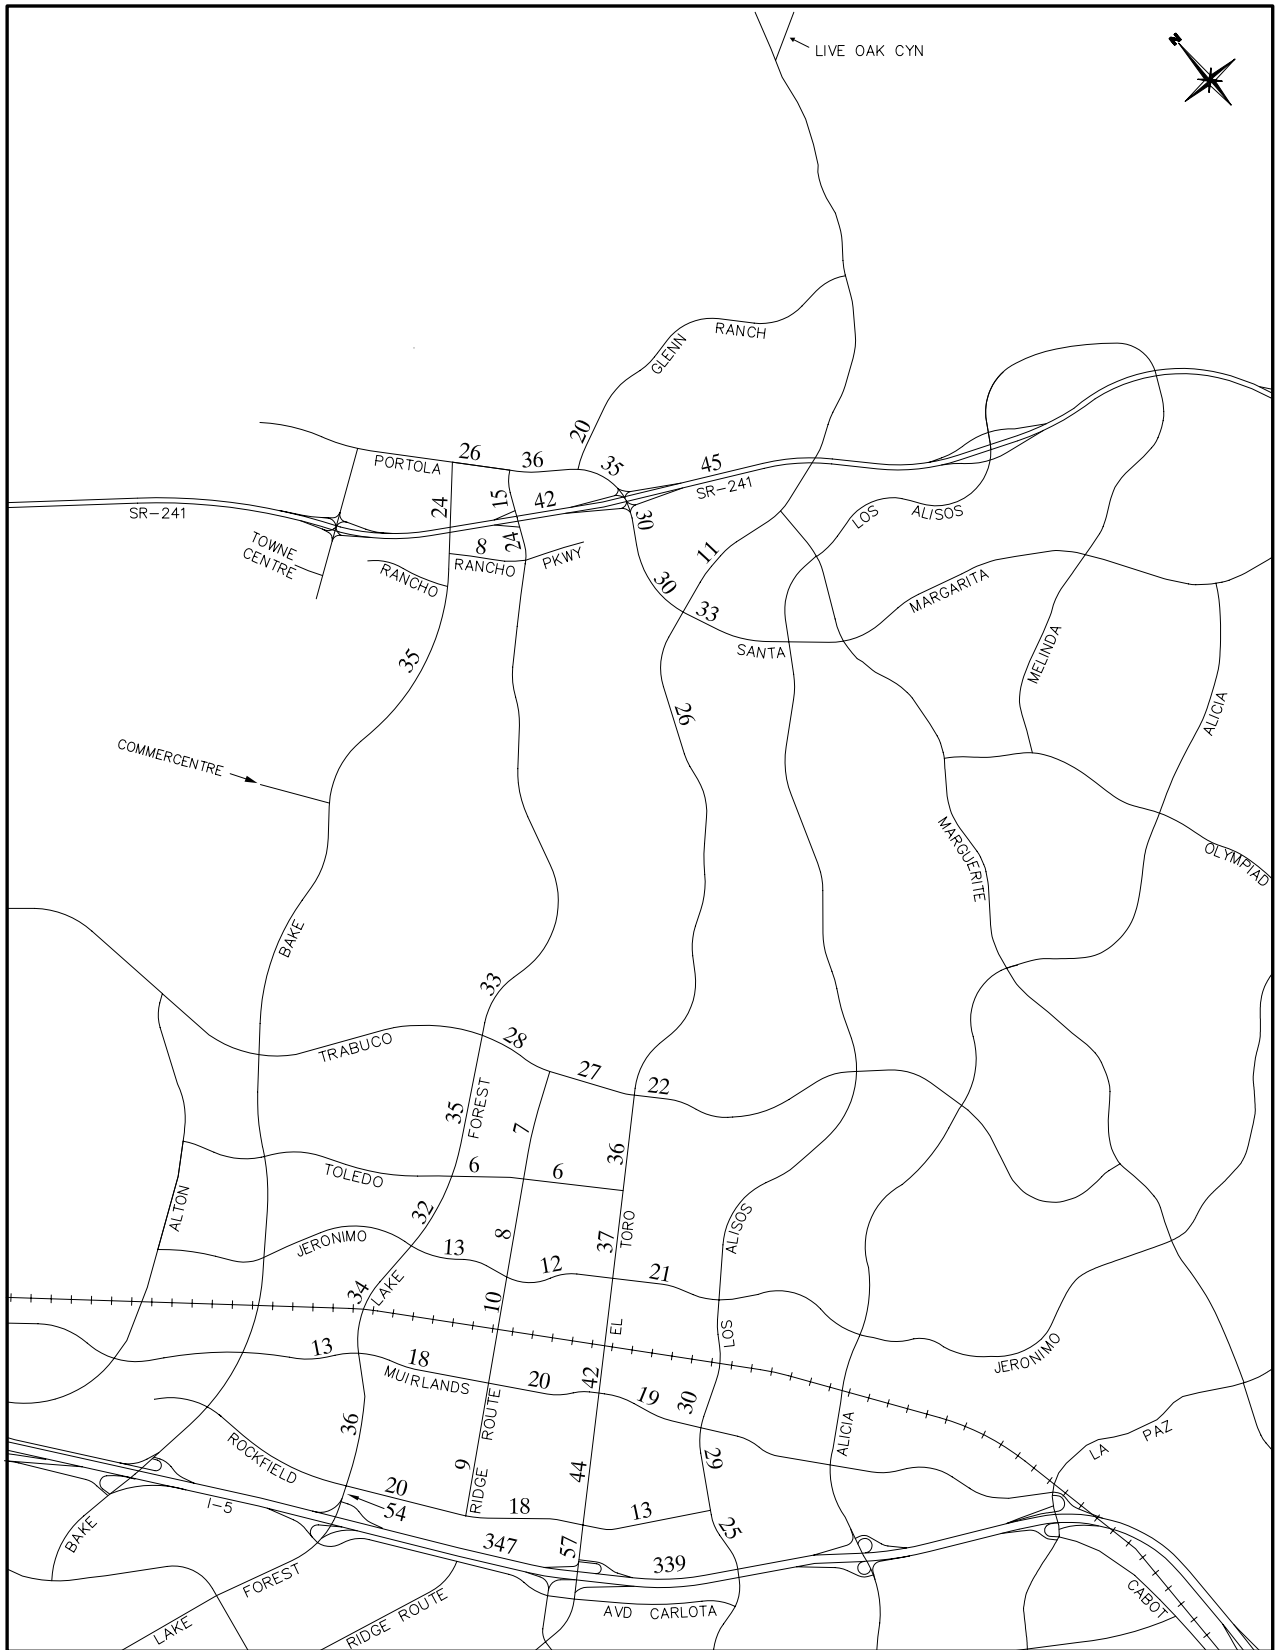 N
LIVE OAK CYN
GLENN RANCH
20
PORTOLA
26
36
35
45
SR-241
SR-241
24
15
42
30
TOWNE
CENTRE
RANCHO
8
24
RANCHO PKWY
LOS ALISOS
11
30
33
SANTA MARGARITA
35
26
MELINDA
ALICIA
COMMERCENTRE
MARGUERITE
OLYMPIAD
BAKE
33
TRABUCO
28
27
22
35
FOREST
7
36
TOLEDO
6
6
ALTON
32
8
37
TORO
ALISOS
JERONIMO
13
12
21
34
LAKE
10
EL
LOS
13
18
MUIRLANDS
20
42
19
30
JERONIMO
36
ROUTE
ALICIA
LA PAZ
ROCKFIELD
9
RIDGE
44
29
20
54
18
13
25
I-5
BAKE
347
57
339
LAKE FOREST
RIDGE ROUTE
AVD CARLOTA
CABOT